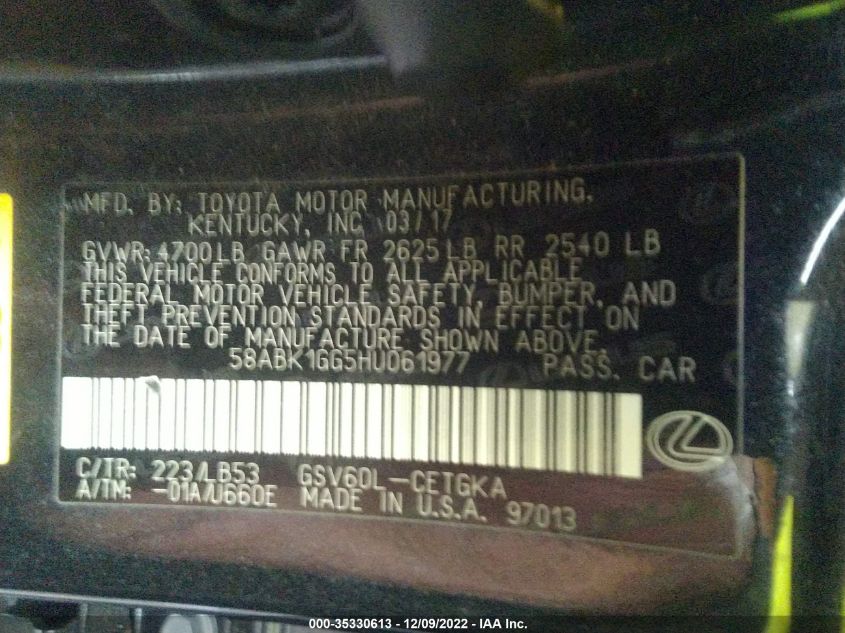 MFD. BY: TOYOTA MOTOR MANUFACTURING,
KENTUCKY, INC 03/17
GVWR:4700LB GAWR FR 2625LB RR 2540 LB
THIS VEHICLE CONFORMS TO ALL APPLICABLE
FEDERAL MOTOR VEHICLE SAFETY, BUMPER, AND
THEFT PREVENTION STANDARDS IN EFFECT ON
THE DATE OF MANUFACTURE SHOWN ABOVE.
58ABK1GG5HU061977 PASS. CAR
C/TR: 223/LB53 GSV60L-CETGKA
A/TM: -01A/U660E MADE IN U.S.A. 97013
000-35330613 - 12/09/2022 - IAA Inc.